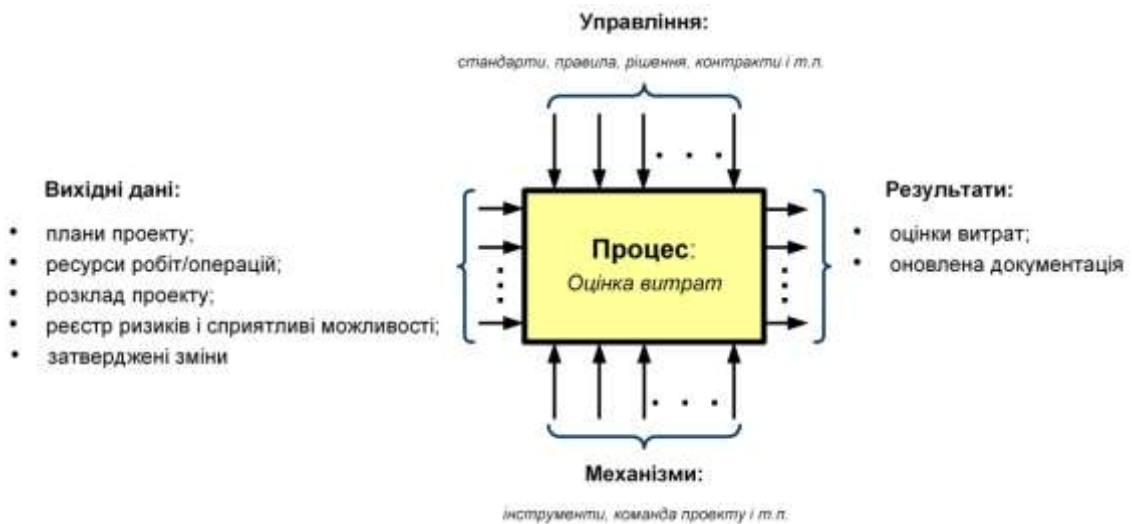 Управління:
стандарти, правила, рішення, контракти і т.п.
Вихідні дані:
• плани проекту;
• ресурси робіт/операцій;
• розклад проекту;
• реєстр ризиків і сприятливі можливості;
• затверджені зміни
Процес:
Оцінка витрат
Результати:
• оцінки витрат;
• оновлена документація
Механізми:
інструменти, команда проекту і т.п.